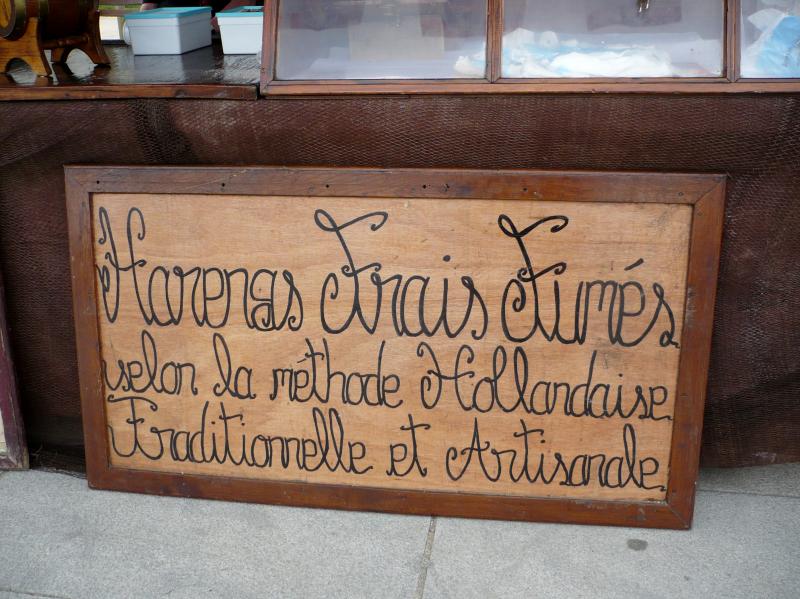 Harengs Frais Fumés
selon la méthode Hollandaise
Traditionnelle et Artisanale